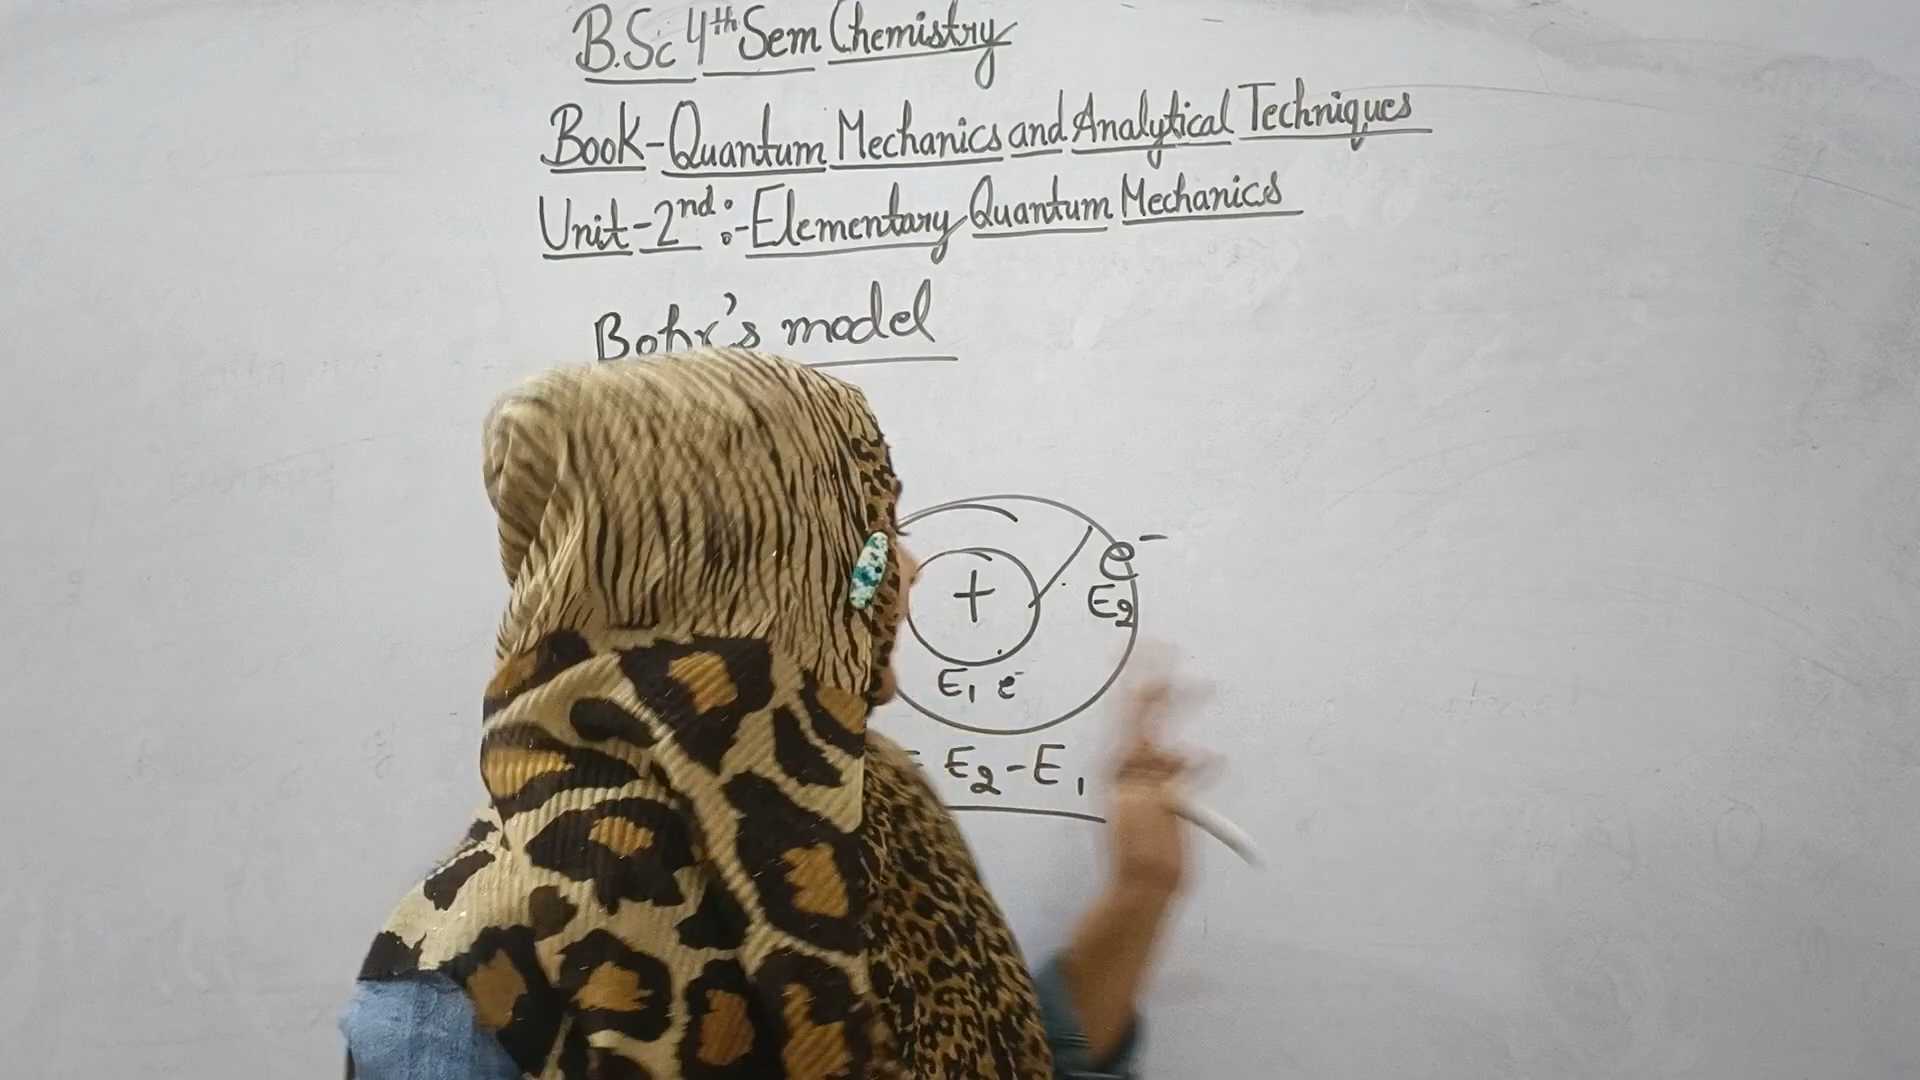 B.Sc 4th Sem Chemistry
Book-Quantum Mechanics and Analytical Techniques
Unit-2nd:-Elementary Quantum Mechanics
Bohr's model
+
e-
E2
E1 e-
= E2-E1